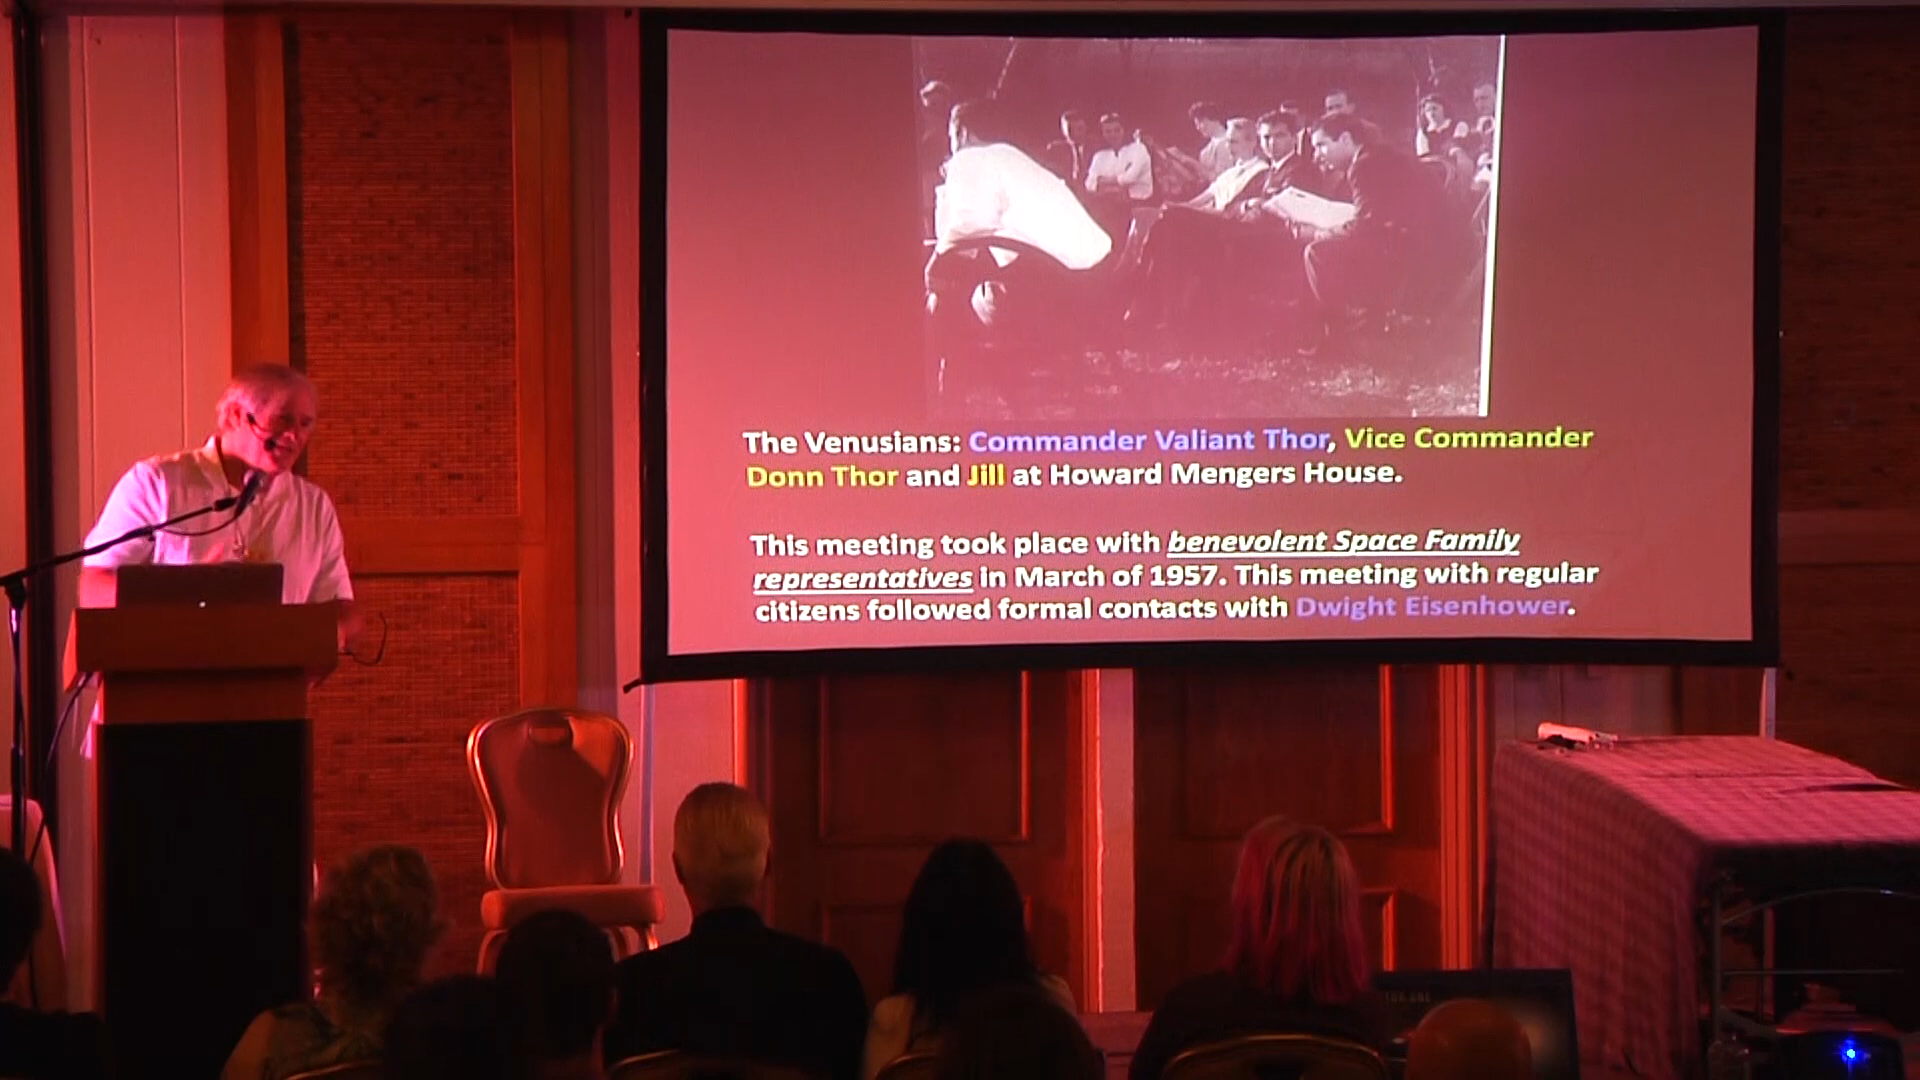 The Venusians: Commander Valiant Thor, Vice Commander
Donn Thor and Jill at Howard Mengers House.
This meeting took place with benevolent Space Family
representatives in March of 1957. This meeting with regular
citizens followed formal contacts with Dwight Eisenhower.